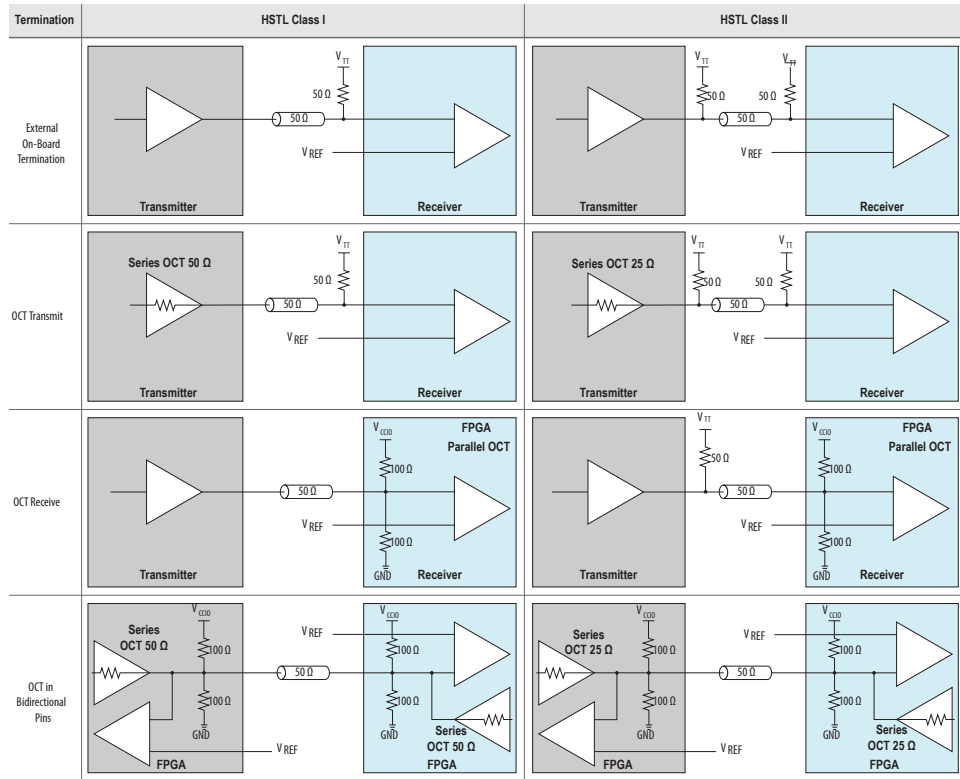 Termination
HSTL Class I
HSTL Class II
External
On-Board
Termination
V TT
50 Ω
50 Ω
V REF
Transmitter
Receiver
V TT
50 Ω
V TT
50 Ω
50 Ω
V REF
Transmitter
Receiver
OCT Transmit
Series OCT 50 Ω
V TT
50 Ω
50 Ω
V REF
Transmitter
Receiver
Series OCT 25 Ω
V TT
50 Ω
V TT
50 Ω
50 Ω
V REF
Transmitter
Receiver
OCT Receive
50 Ω
V CCIO
FPGA
Parallel OCT
100 Ω
V REF
100 Ω
GND
Transmitter
Receiver
V TT
50 Ω
50 Ω
V CCIO
FPGA
Parallel OCT
100 Ω
V REF
100 Ω
GND
Transmitter
Receiver
OCT in
Bidirectional
Pins
Series
OCT 50 Ω
V CCIO
100 Ω
100 Ω
GND
V REF
FPGA
50 Ω
V REF
V CCIO
100 Ω
100 Ω
GND
Series
OCT 50 Ω
FPGA
Series
OCT 25 Ω
V CCIO
100 Ω
100 Ω
GND
V REF
FPGA
50 Ω
V REF
V CCIO
100 Ω
100 Ω
GND
Series
OCT 25 Ω
FPGA